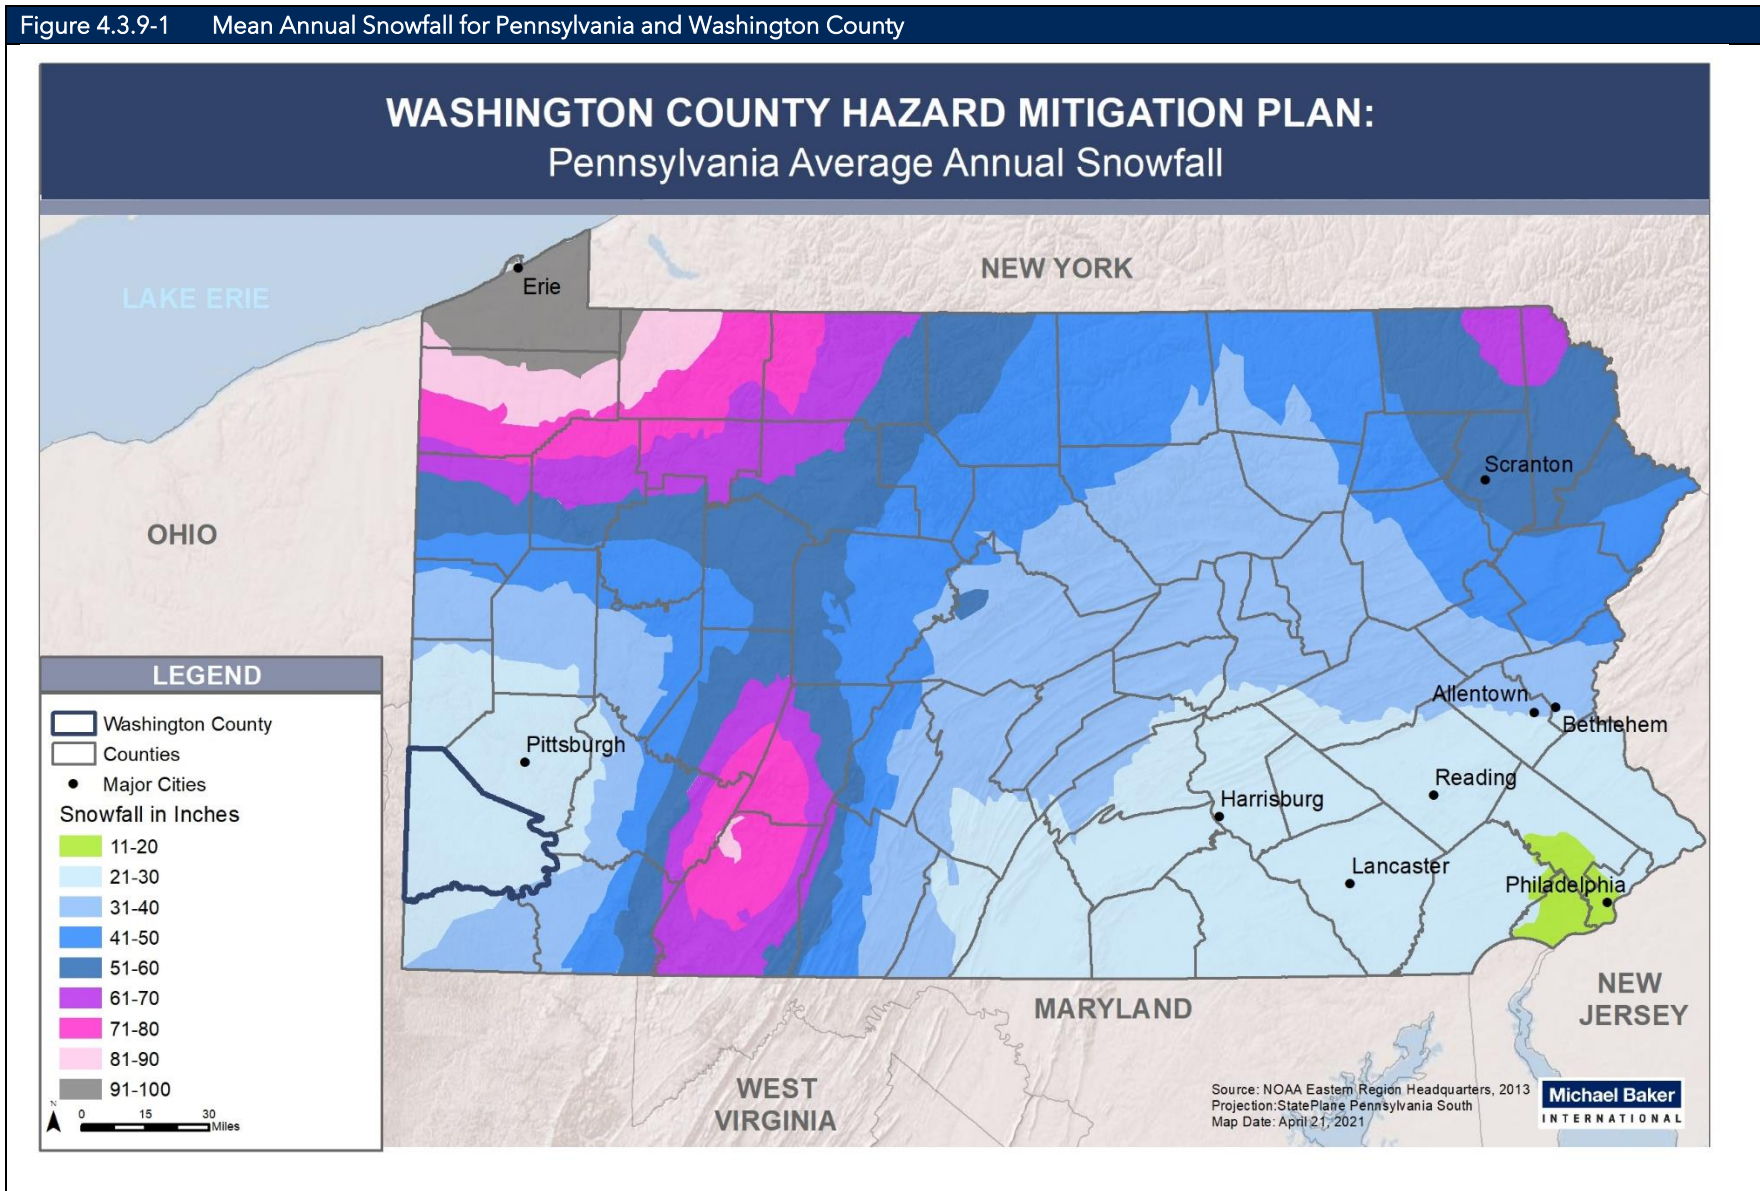 Figure 4.3.9-1 Mean Annual Snowfall for Pennsylvania and Washington County
WASHINGTON COUNTY HAZARD MITIGATION PLAN:
Pennsylvania Average Annual Snowfall
LAKE ERIE
Erie
NEW YORK
OHIO
Scranton
Allentown
Bethlehem
Pittsburgh
Harrisburg
Reading
Lancaster
Philadelphia
MARYLAND
NEW
JERSEY
WEST
VIRGINIA
LEGEND
Washington County
Counties
Major Cities
Snowfall in Inches
11-20
21-30
31-40
41-50
51-60
61-70
71-80
81-90
91-100
N
0 15 30
Miles
Source: NOAA Eastern Region Headquarters, 2013
Projection:StatePlane Pennsylvania South
Map Date: April 21, 2021
Michael Baker
INTERNATIONAL